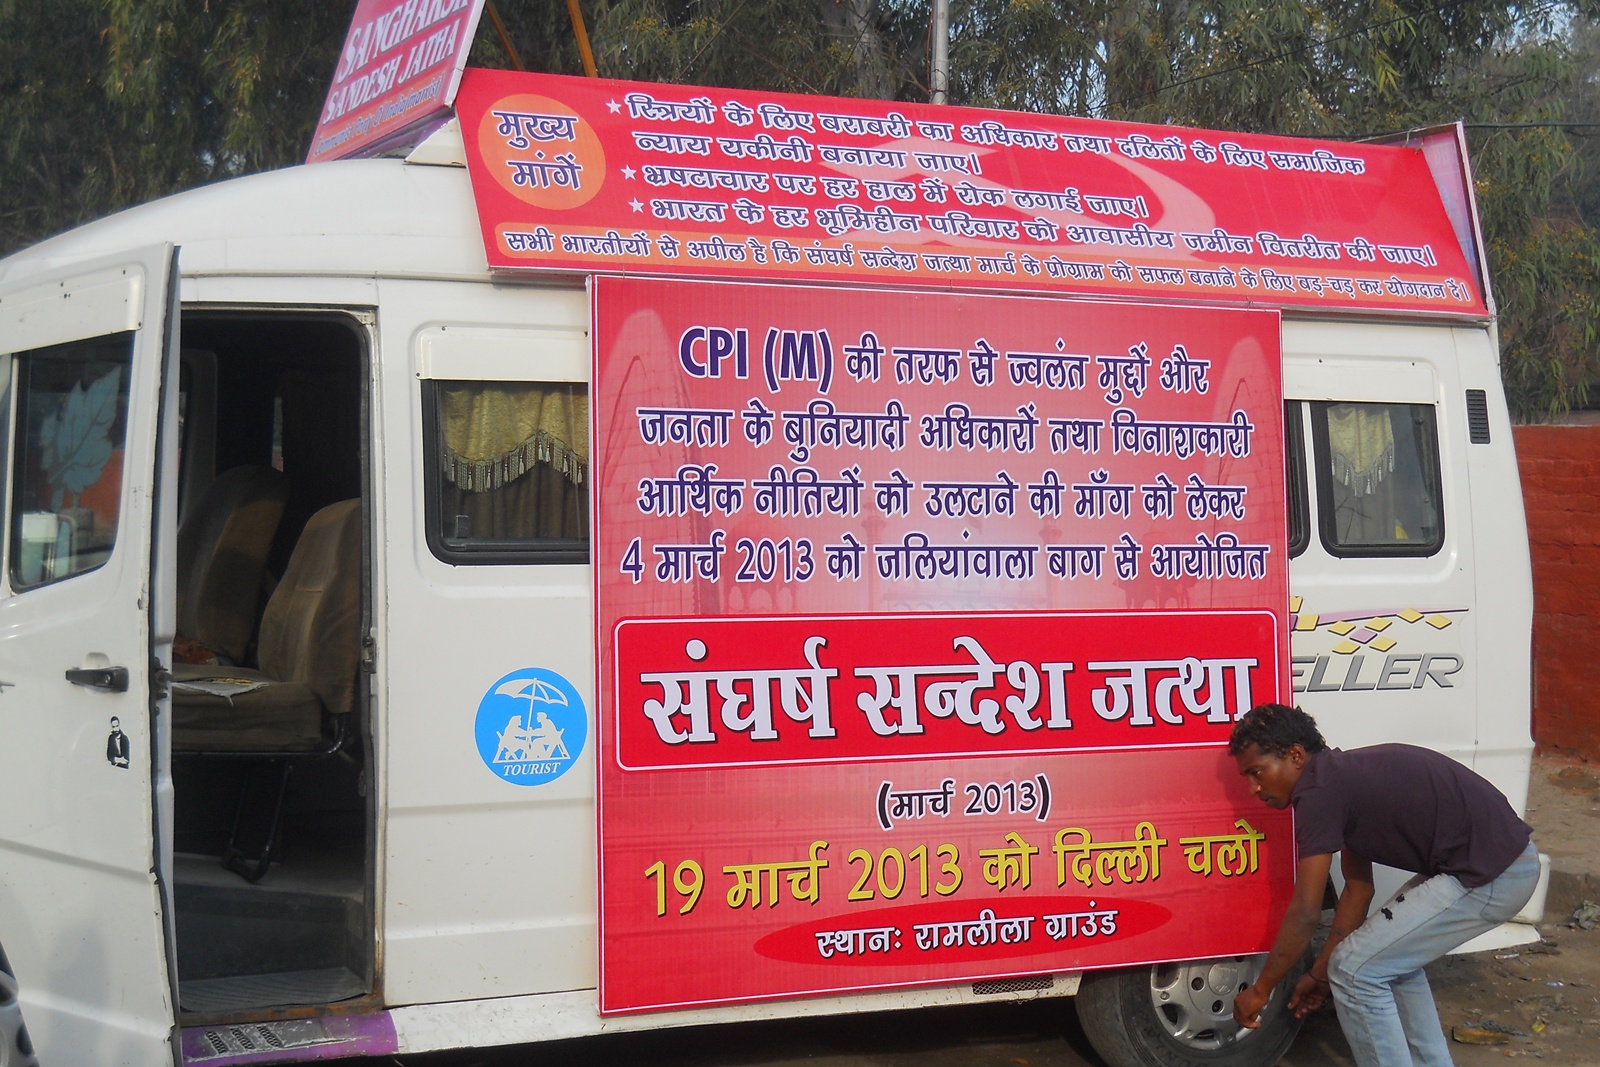 SANGHARSH
SANDESH JATHA
मुख्य
मांगें
★ स्त्रियों के लिए बराबरी का अधिकार तथा दलितों के लिए समाजिक
न्याय यकीनी बनाया जाए।
★ भ्रषटाचार पर हर हाल में रोक लगाई जाए।
★ भारत के हर भूमिहीन परिवार को आवासीय जमीन वितरीत की जाए।
सभी भारतीयों से अपील है कि संघर्ष सन्देश जत्था मार्च के प्रोग्राम को सफल बनाने के लिए बड़-चड़ कर योगदान दें।
CPI (M) की तरफ से ज्वलंत मुद्दों और
जनता के बुनियादी अधिकारों तथा विनाशकारी
आर्थिक नीतियों को उलटाने की माँग को लेकर
4 मार्च 2013 को जलियांवाला बाग से आयोजित
संघर्ष सन्देश जत्था
(मार्च 2013)
19 मार्च 2013 को दिल्ली चलो
स्थानः रामलीला ग्राउंड
TOURIST
ELLER